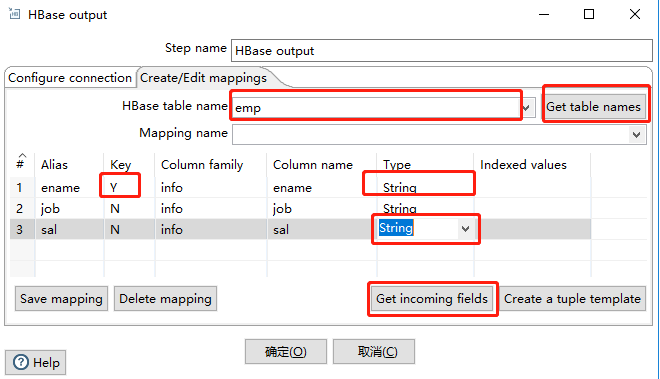 HBase output
Step name HBase output
Configure connection Create/Edit mappings
HBase table name emp Get table names
Mapping name
# Alias Key Column family Column name Type Indexed values
1 ename Y info ename String
2 job N info job String
3 sal N info sal String
Save mapping Delete mapping Get incoming fields Create a tuple template
确定(O) 取消(C)
? Help